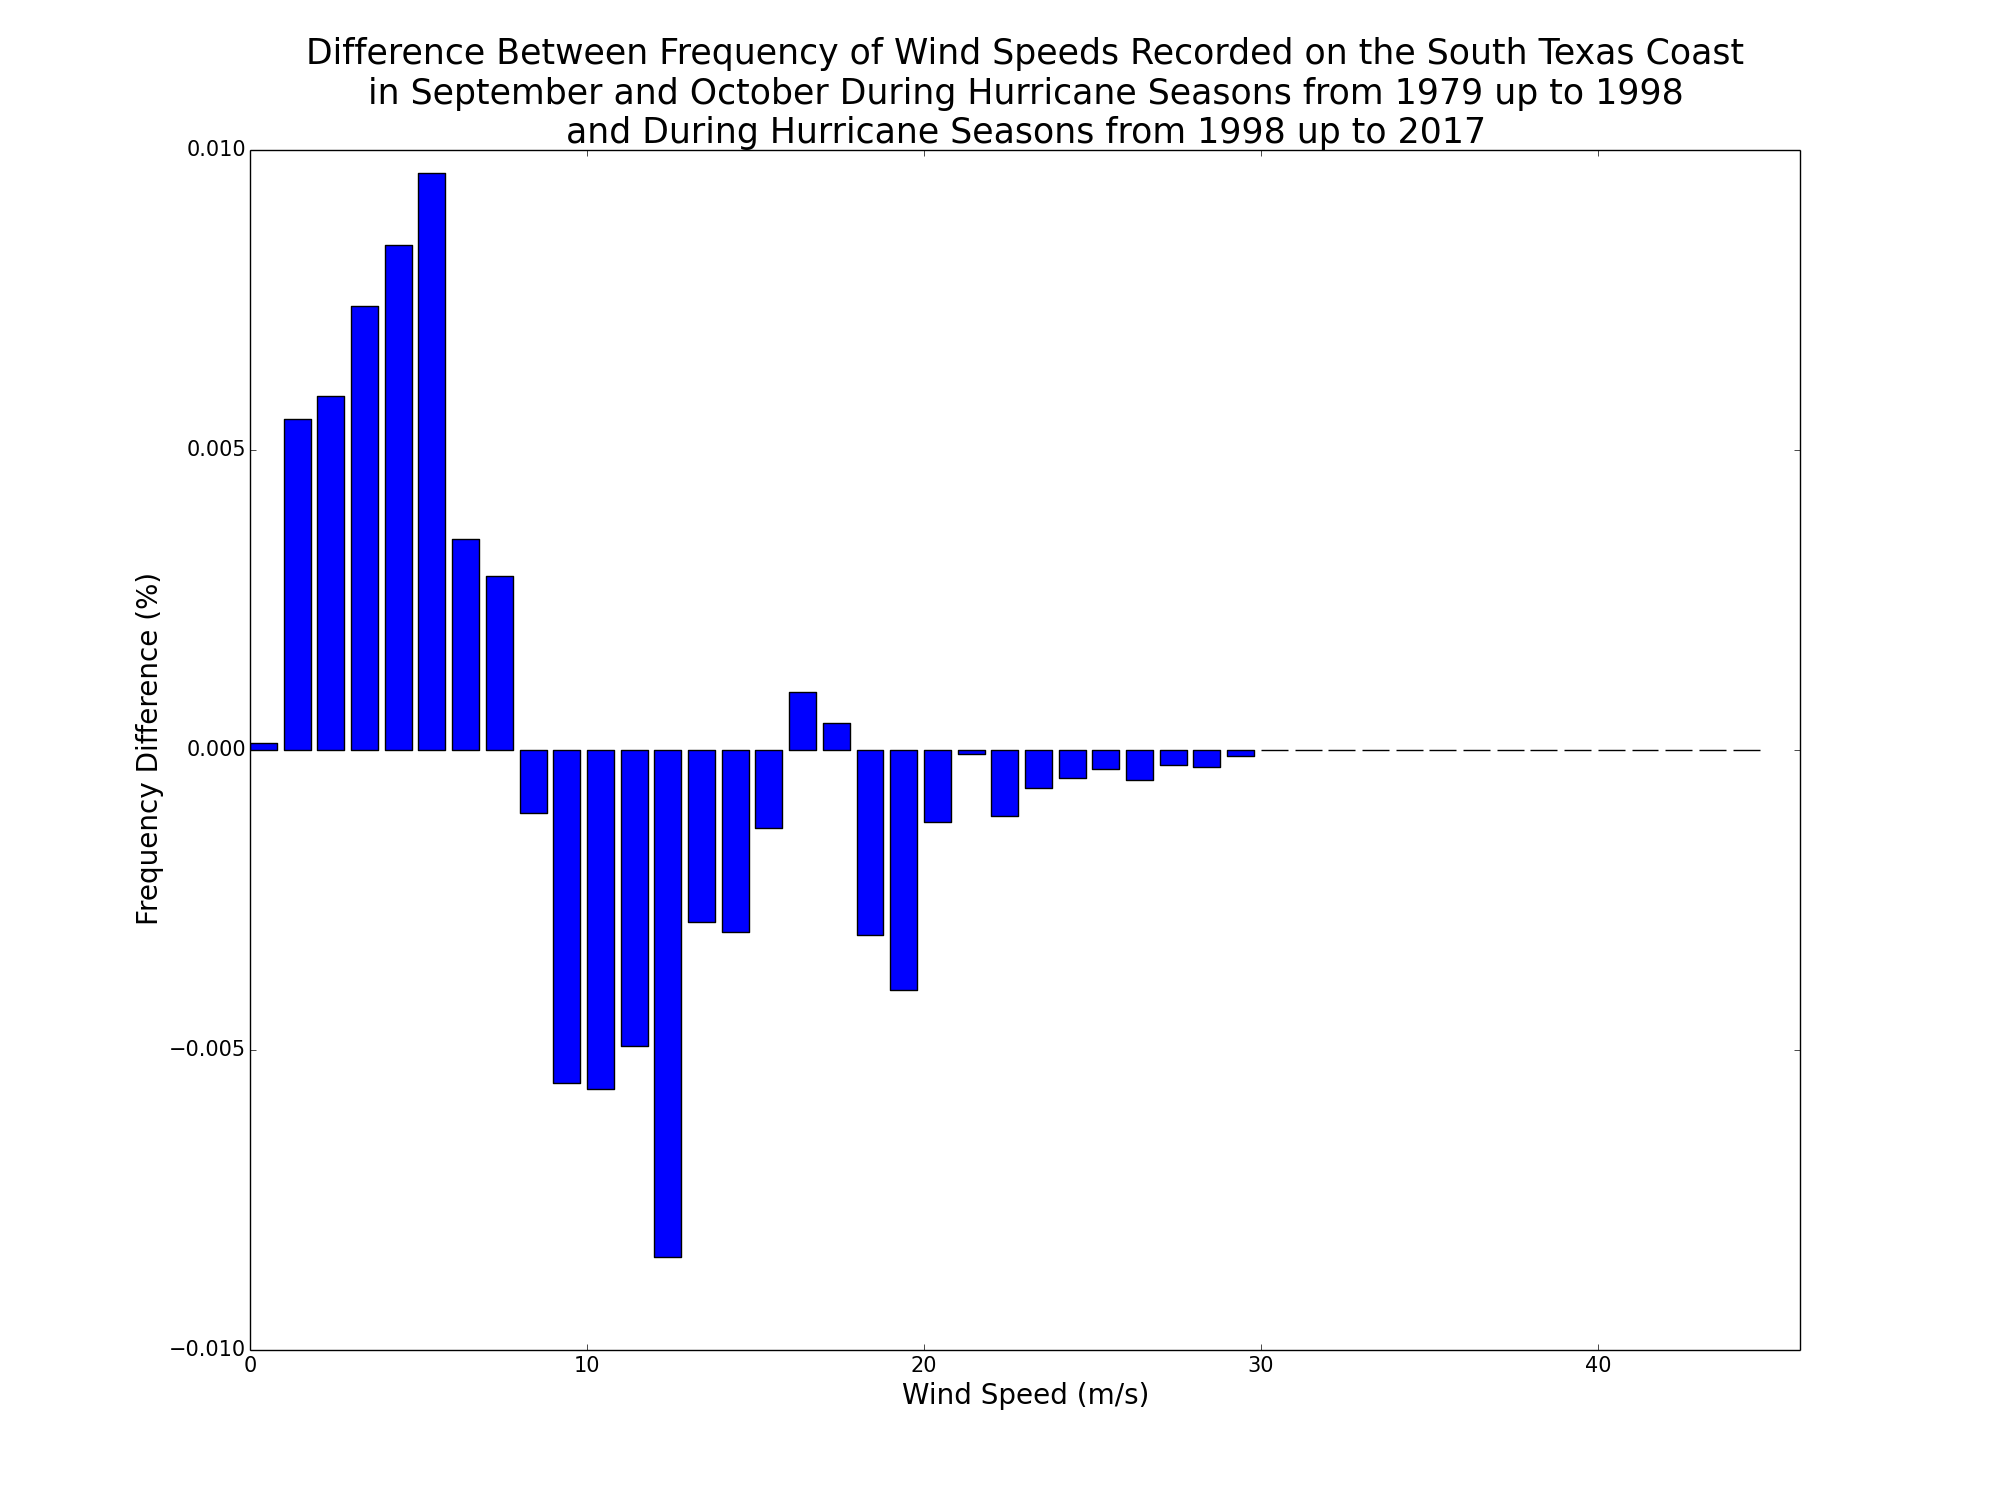 Difference Between Frequency of Wind Speeds Recorded on the South Texas Coast
in September and October During Hurricane Seasons from 1979 up to 1998
and During Hurricane Seasons from 1998 up to 2017
0.010
0.005
0.000
−0.005
−0.010
Frequency Difference (%)
0 10 20 30 40
Wind Speed (m/s)